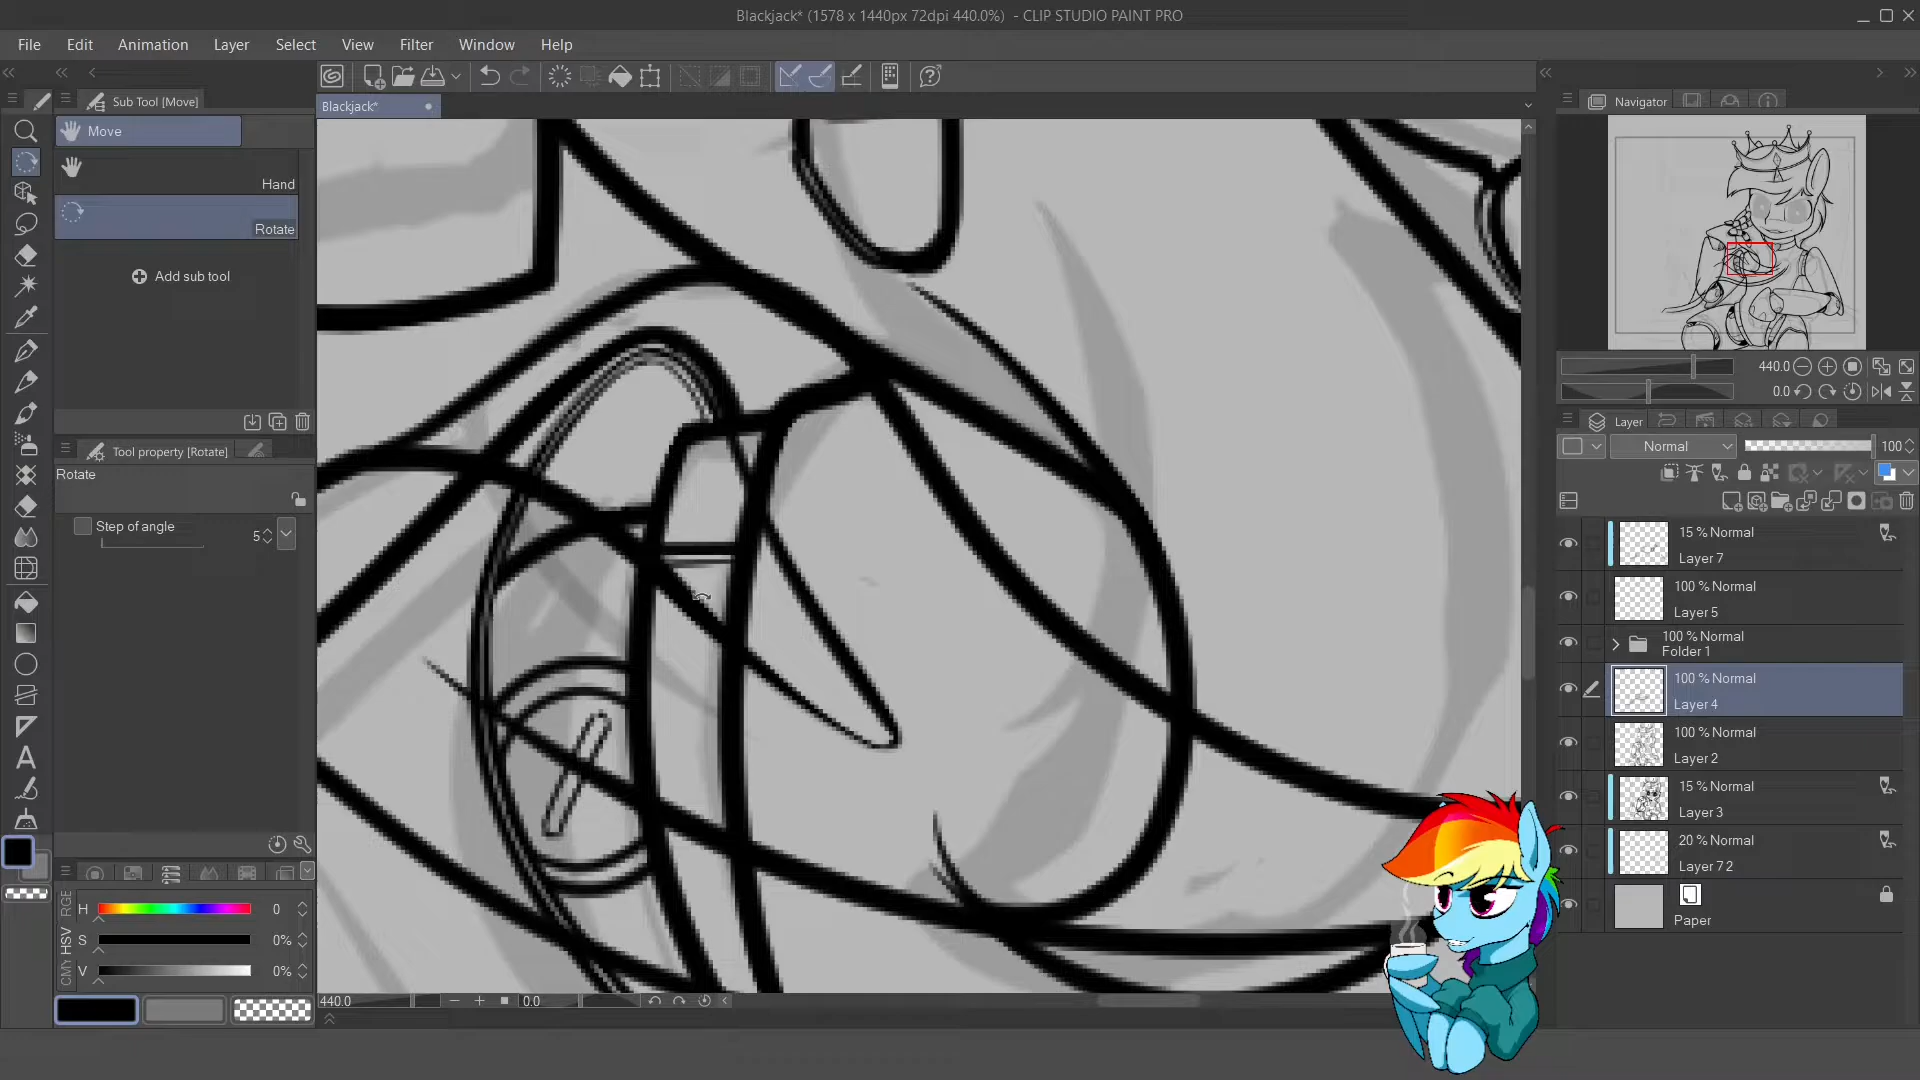 Blackjack* (1578 x 1440px 72dpi 440.0%) - CLIP STUDIO PAINT PRO
File Edit Animation Layer Select View Filter Window Help
Sub Tool [Move]
Blackjack*
Navigator
Move
Hand
Rotate
Add sub tool
440.0
0.0
Layer
Normal 100
Tool property [Rotate]
Rotate
Step of angle 5
15 % Normal
Layer 7
100 % Normal
Layer 5
100 % Normal
Folder 1
100 % Normal
Layer 4
100 % Normal
Layer 2
15 % Normal
Layer 3
20 % Normal
Layer 7 2
Paper
RGB
HSV
CMY
H 0
S 0%
V 0%
440.0 0.0